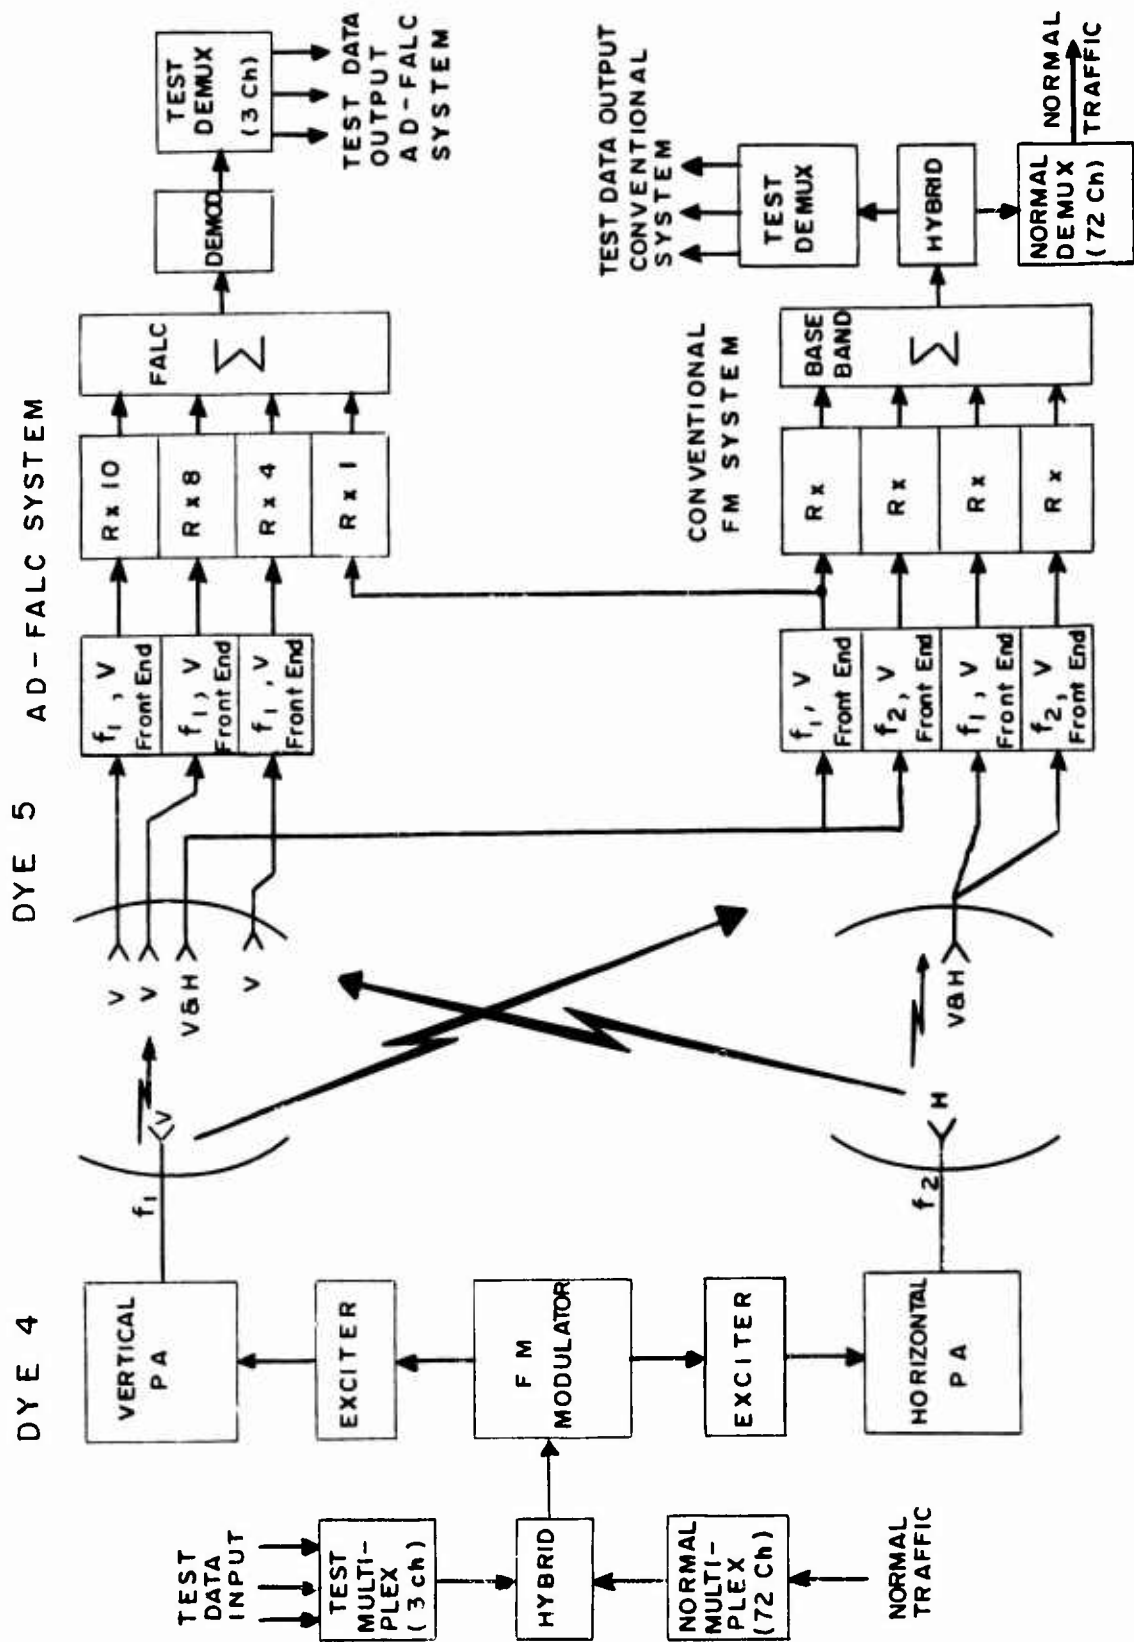 DYE 4
DYE 5
AD-FALC SYSTEM
TEST
DATA
INPUT
TEST
MULTI-
PLEX
( 3 ch )
HYBRID
NORMAL
MULTI-
PLEX
(72 Ch)
NORMAL
TRAFFIC
VERTICAL
PA
EXCITER
F M
MODULATOR
EXCITER
HORIZONTAL
PA
f1
V
f2
H
V
V
V&H
V
V&H
f1, V
Front End
f1, V
Front End
f1, V
Front End
Rx 10
Rx 8
Rx 4
Rx 1
FALC
Σ
DEMOD
TEST
DEMUX
(3 Ch)
TEST DATA
OUTPUT
AD-FALC
SYSTEM
CONVENTIONAL
FM SYSTEM
f1, V
Front End
f2, V
Front End
f1, V
Front End
f2, V
Front End
Rx
Rx
Rx
Rx
BASE
BAND
Σ
HYBRID
TEST
DEMUX
TEST DATA OUTPUT
CONVENTIONAL
SYSTEM
NORMAL
DEMUX
(72 Ch)
NORMAL
TRAFFIC